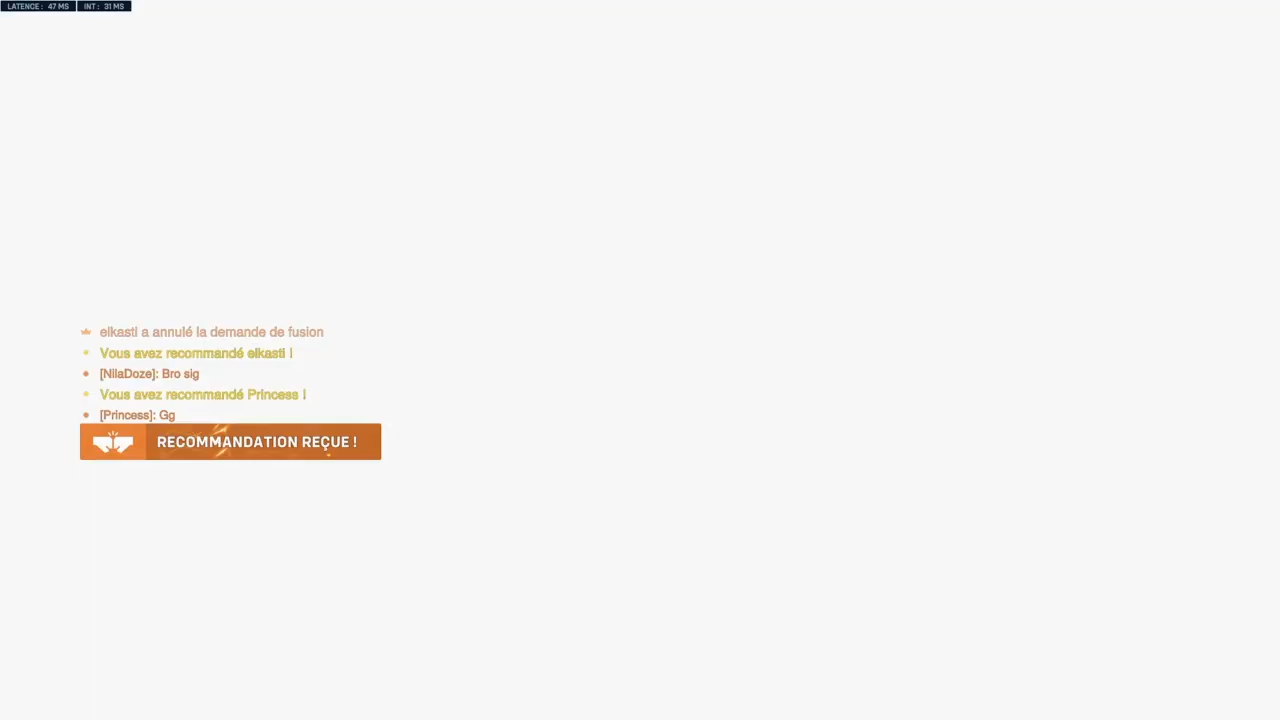 LATENCE : 47 MS INT : 31 MS
elkasti a annulé la demande de fusion
Vous avez recommandé elkasti !
[NilaDoze]: Bro sig
Vous avez recommandé Princess !
[Princess]: Gg
RECOMMANDATION REÇUE !